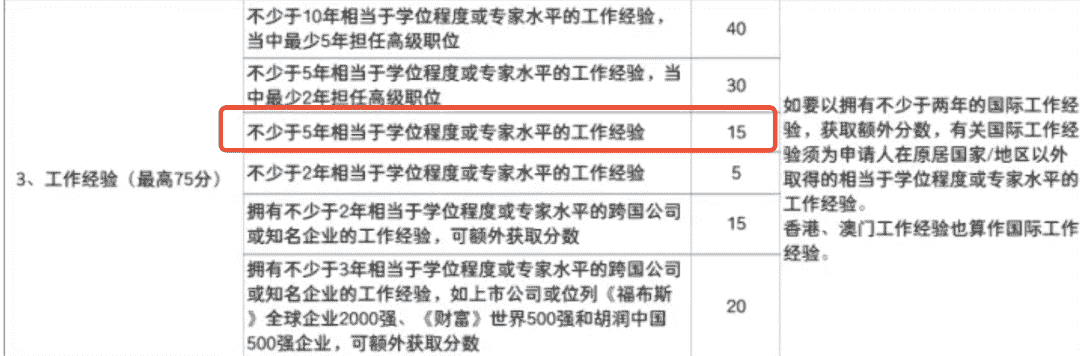 不少于10年相当于学位程度或专家水平的工作经验，
当中最少5年担任高级职位
40
不少于5年相当于学位程度或专家水平的工作经验，当
中最少2年担任高级职位
30
不少于5年相当于学位程度或专家水平的工作经验
15
3、工作经验（最高75分）
不少于2年相当于学位程度或专家水平的工作经验
5
拥有不少于2年相当于学位程度或专家水平的跨国公司
或知名企业的工作经验，可额外获取分数
15
拥有不少于3年相当于学位程度或专家水平的跨国公司
或知名企业的工作经验，如上市公司或位列《福布斯
》全球企业2000强、《财富》世界500强和胡润中国
500强企业，可额外获取分数
20
如要以拥有不少于两年的国际工作经
验，获取额外分数，有关国际工作经
验须为申请人在原居国家/地区以外
取得的相当于学位程度或专家水平的
工作经验。
香港、澳门工作经验也算作国际工作
经验。